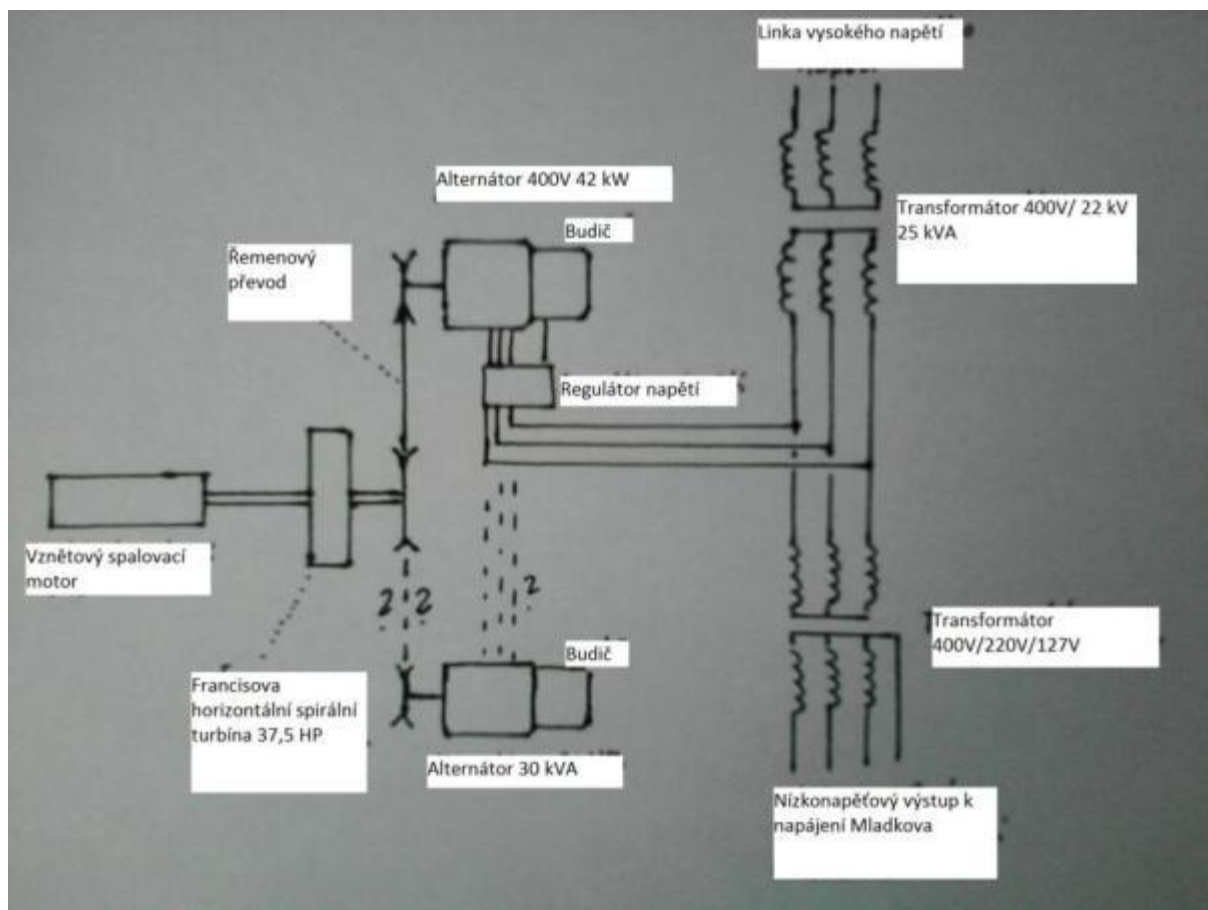 Linka vysokého napětí
Alternátor 400V 42 kW
Budič
Transformátor 400V/ 22 kV
25 kVA
Řemenový
převod
Regulátor napětí
Vznětový spalovací
motor
2 2
2
Francisova
horizontální spirální
turbína 37,5 HP
Budič
Alternátor 30 kVA
Transformátor
400V/220V/127V
Nízkonapěťový výstup k
napájení Mladkova